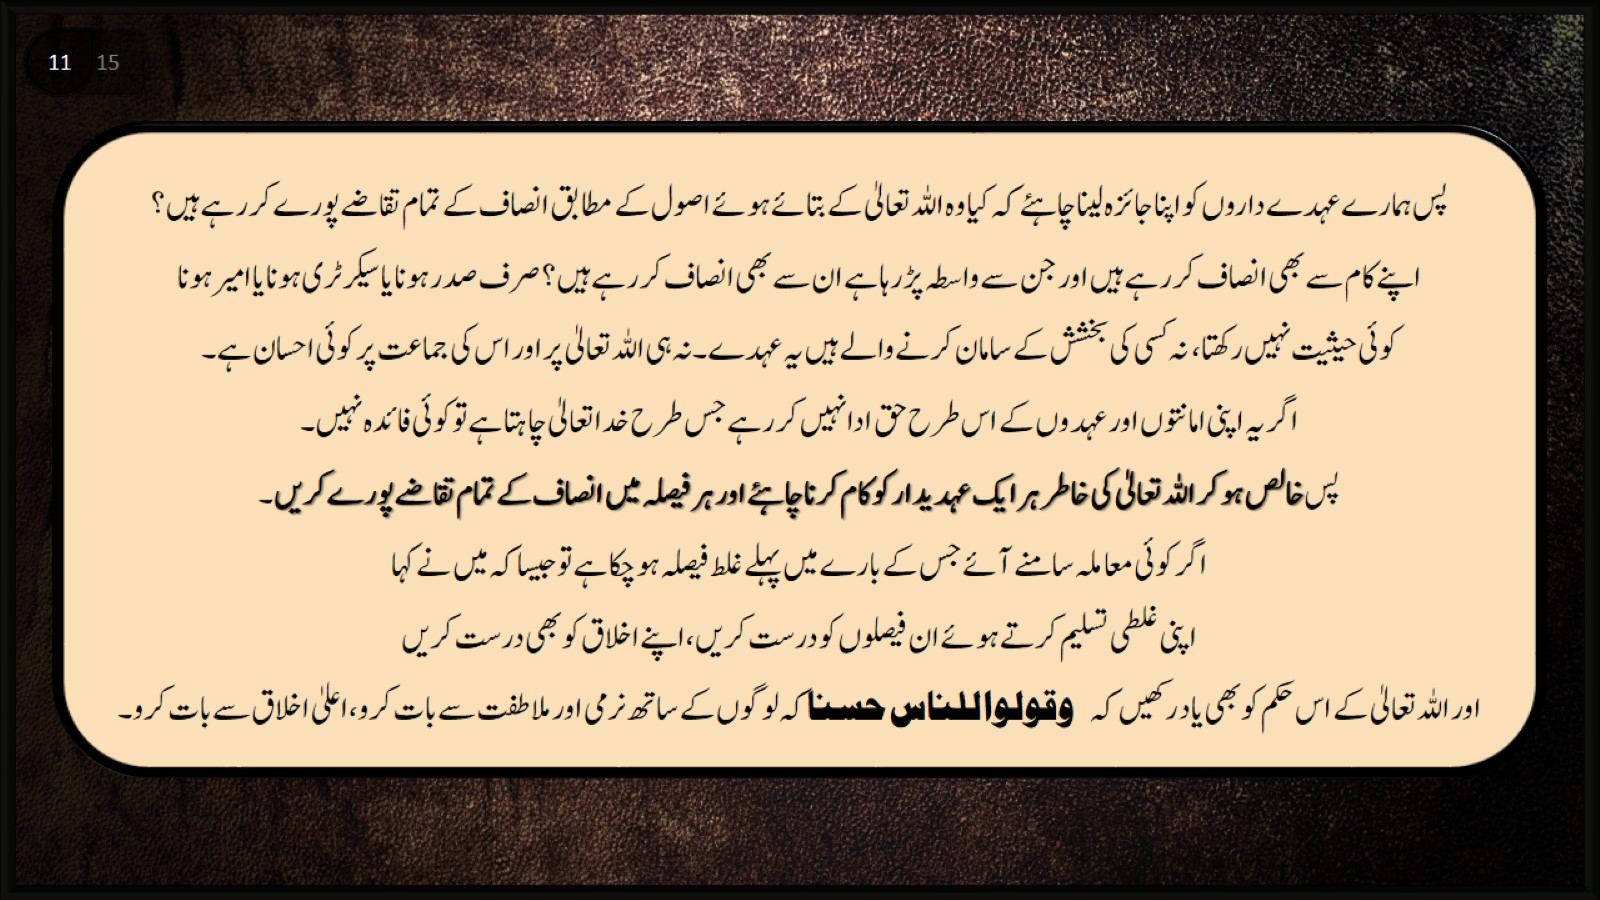 11 15
پس ہمارے عہدے داروں کو اپنا جائزہ لینا چاہئے کہ کیا وہ اللہ تعالیٰ کے بتائے ہوئے اصول کے مطابق انصاف کے تمام تقاضے پورے کر رہے ہیں؟
اپنے کام سے بھی انصاف کر رہے ہیں اور جن سے واسطہ پڑ رہا ہے ان سے بھی انصاف کر رہے ہیں؟ صرف صدر ہونا یا سیکرٹری ہونا یا امیر ہونا
کوئی حیثیت نہیں رکھتا، نہ کسی کی بخشش کے سامان کرنے والے ہیں یہ عہدے۔ نہ ہی اللہ تعالیٰ پر اور اس کی جماعت پر کوئی احسان ہے۔
اگر یہ اپنی امانتوں اور عہدوں کے اس طرح حق ادا نہیں کر رہے جس طرح خدا تعالیٰ چاہتا ہے تو کوئی فائدہ نہیں۔
پس خالص ہو کر اللہ تعالیٰ کی خاطر ہر ایک عہدیدار کو کام کرنا چاہئے اور ہر فیصلہ میں انصاف کے تمام تقاضے پورے کریں۔
اگر کوئی معاملہ سامنے آئے جس کے بارے میں پہلے غلط فیصلہ ہو چکا ہے تو جیسا کہ میں نے کہا
اپنی غلطی تسلیم کرتے ہوئے ان فیصلوں کو درست کریں، اپنے اخلاق کو بھی درست کریں
اور اللہ تعالیٰ کے اس حکم کو بھی یاد رکھیں کہ وقولواللناس حسنا کہ لوگوں کے ساتھ نرمی اور ملاطفت سے بات کرو، اعلیٰ اخلاق سے بات کرو۔